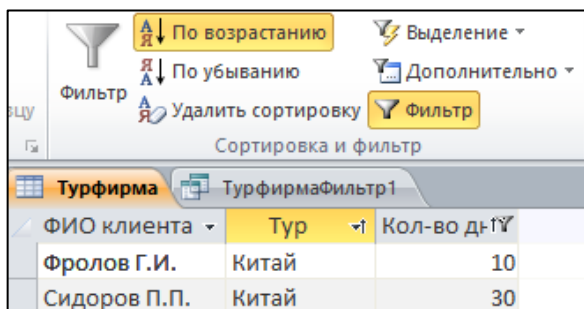 По возрастанию
Выделение
По убыванию
Дополнительно
Фильтр
зцу
Удалить сортировку
Фильтр
Сортировка и фильтр
Турфирма
ТурфирмаФильтр1
ФИО клиента
Тур
Кол-во дн
Фролов Г.И.
Китай
10
Сидоров П.П.
Китай
30